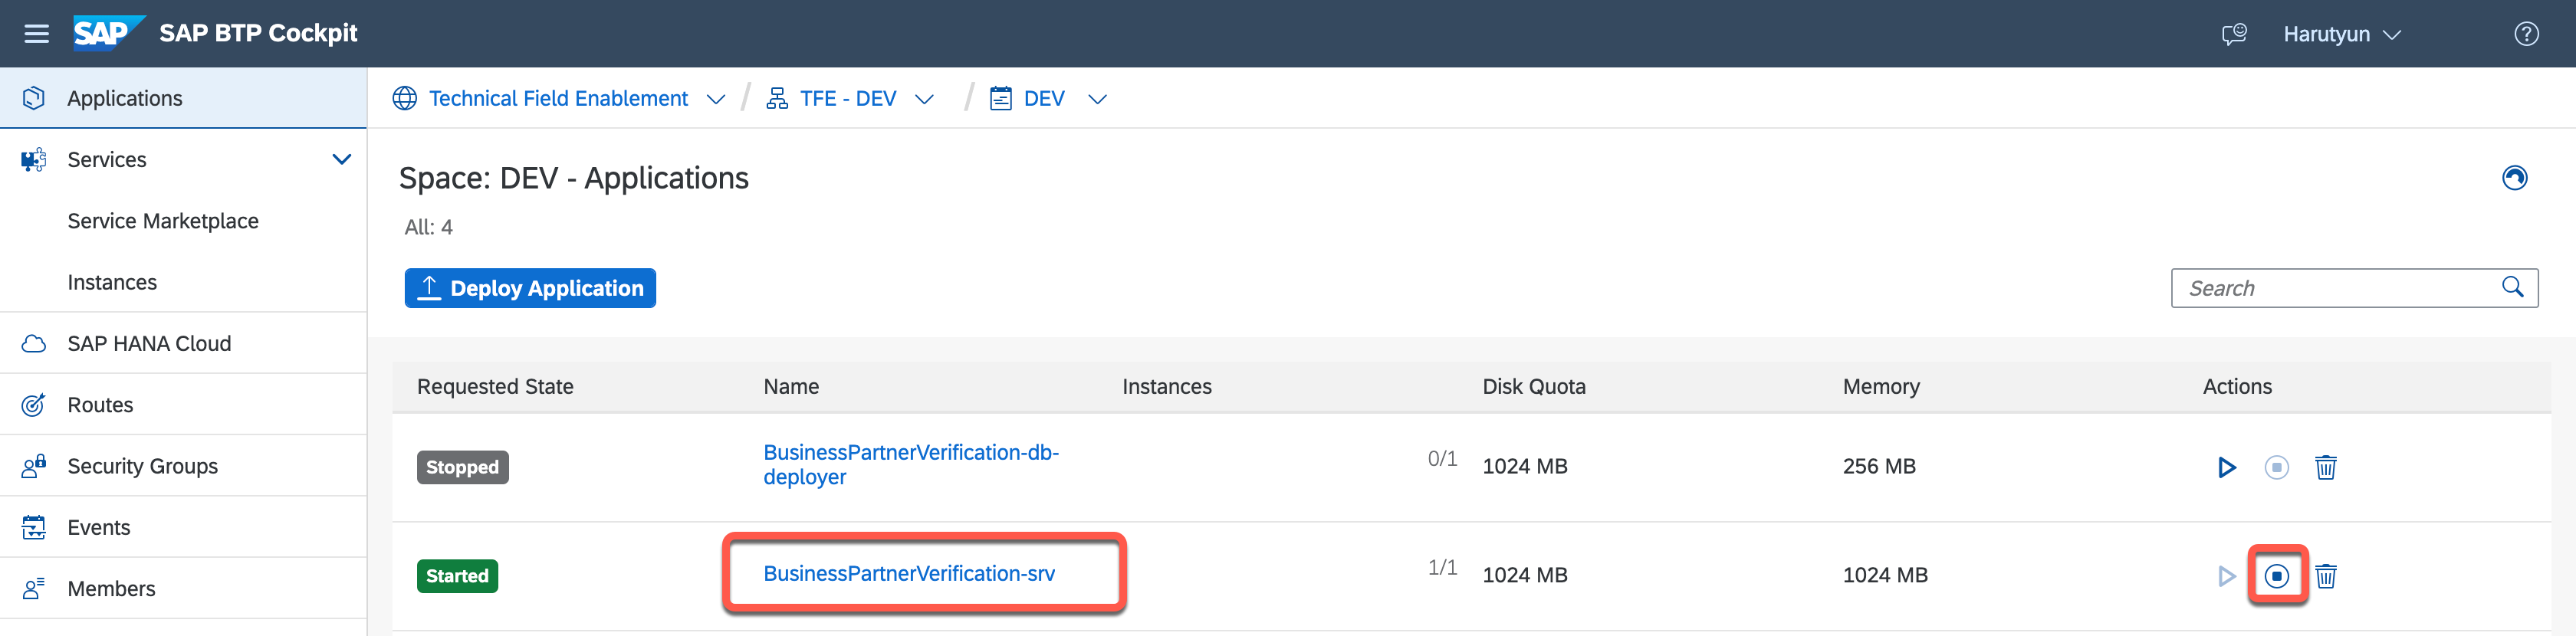 SAP SAP BTP Cockpit Harutyun
Applications
Services
Service Marketplace
Instances
SAP HANA Cloud
Routes
Security Groups
Events
Members
Technical Field Enablement / TFE - DEV / DEV
Space: DEV - Applications
All: 4
Deploy Application
Search
Requested State Name Instances Disk Quota Memory Actions
Stopped BusinessPartnerVerification-db-
deployer 0/1 1024 MB 256 MB
Started BusinessPartnerVerification-srv 1/1 1024 MB 1024 MB